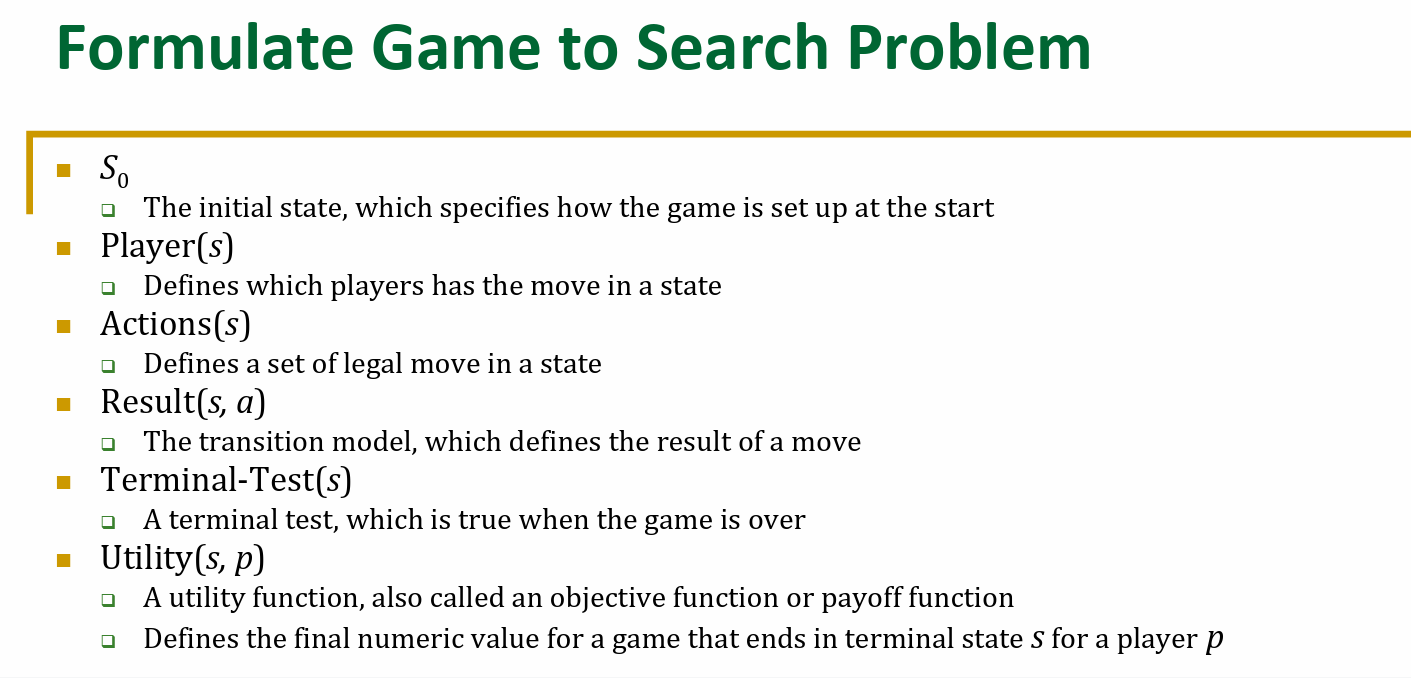 Formulate Game to Search Problem
S₀
The initial state, which specifies how the game is set up at the start
Player(s)
Defines which players has the move in a state
Actions(s)
Defines a set of legal move in a state
Result(s, a)
The transition model, which defines the result of a move
Terminal-Test(s)
A terminal test, which is true when the game is over
Utility(s, p)
A utility function, also called an objective function or payoff function
Defines the final numeric value for a game that ends in terminal state s for a player p